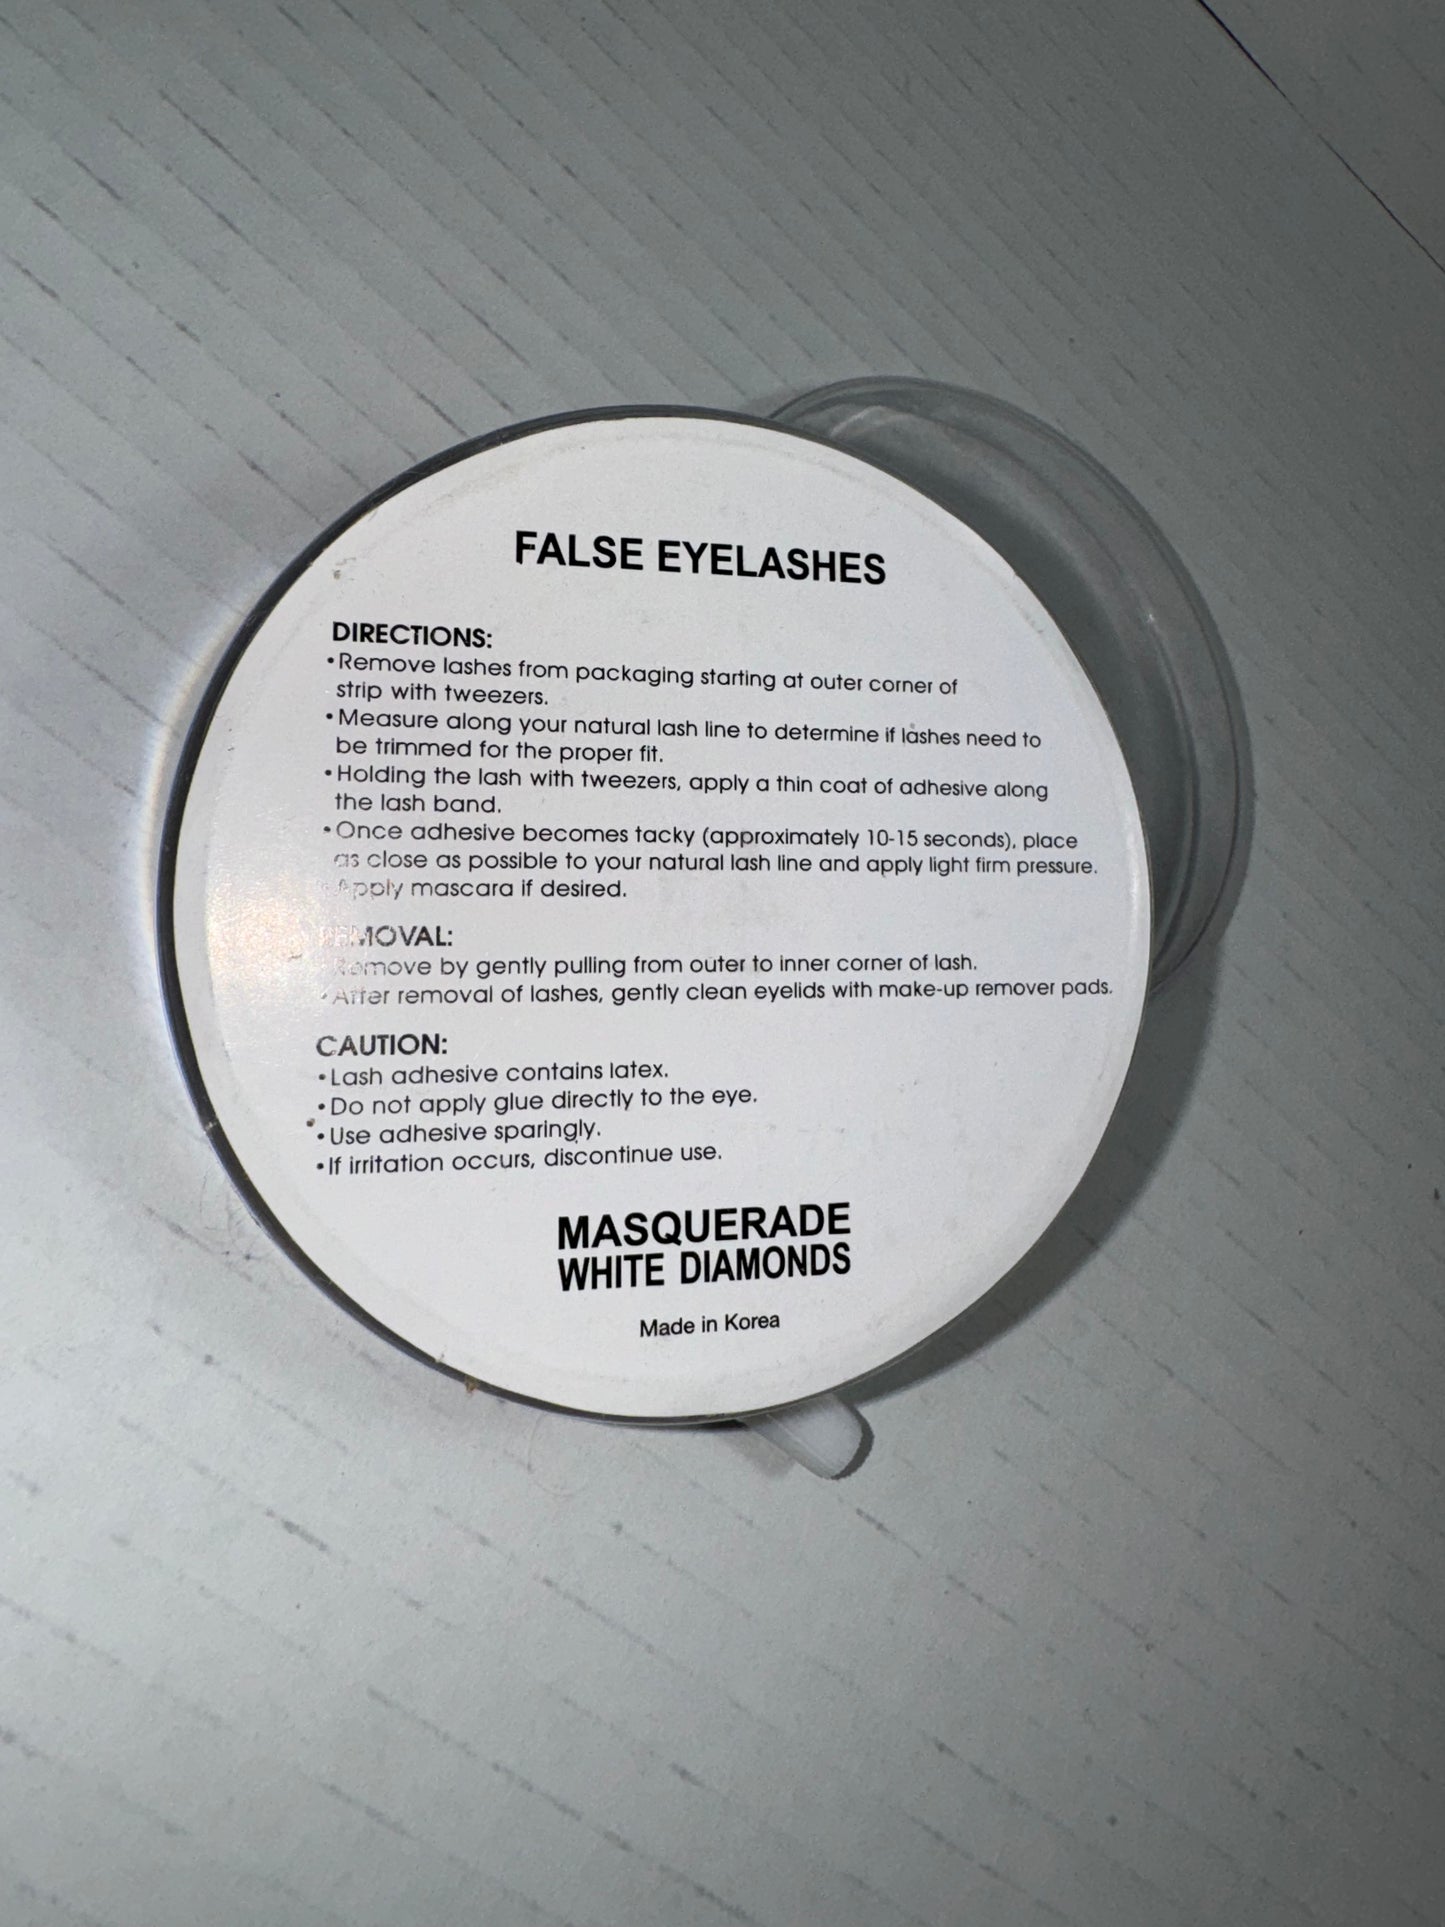 FALSE EYELASHES
DIRECTIONS:
•Remove lashes from packaging starting at outer corner of
strip with tweezers.
•Measure along your natural lash line to determine if lashes need to
be trimmed for the proper fit.
•Holding the lash with tweezers, apply a thin coat of adhesive along
the lash band.
•Once adhesive becomes tacky (approximately 10-15 seconds), place
as close as possible to your natural lash line and apply light firm pressure.
•Apply mascara if desired.
REMOVAL:
•Remove by gently pulling from outer to inner corner of lash.
•After removal of lashes, gently clean eyelids with make-up remover pads.
CAUTION:
•Lash adhesive contains latex.
•Do not apply glue directly to the eye.
•Use adhesive sparingly.
•If irritation occurs, discontinue use.
MASQUERADE
WHITE DIAMONDS
Made in Korea